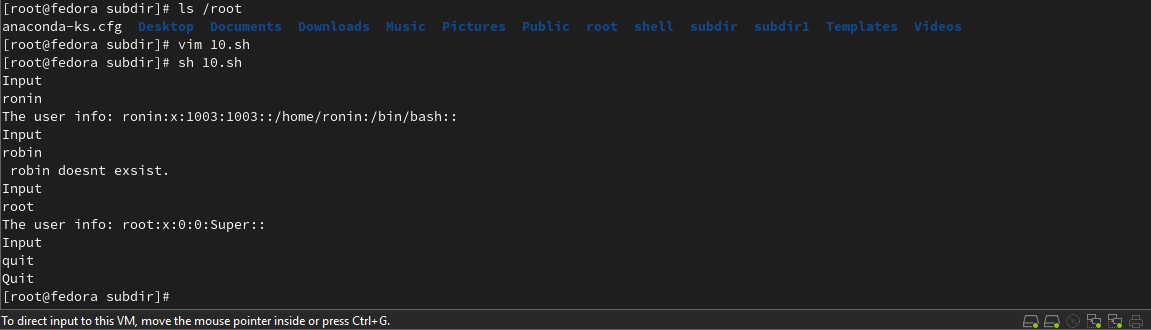 [root@fedora subdir]# ls /root
anaconda-ks.cfg  Desktop  Documents  Downloads  Music  Pictures  Public  root  shell  subdir  subdir1  Templates  Videos
[root@fedora subdir]# vim 10.sh
[root@fedora subdir]# sh 10.sh
Input
ronin
The user info: ronin:x:1003:1003::/home/ronin:/bin/bash::
Input
robin
 robin doesnt exsist.
Input
root
The user info: root:x:0:0:Super::
Input
quit
Quit
[root@fedora subdir]#
To direct input to this VM, move the mouse pointer inside or press Ctrl+G.